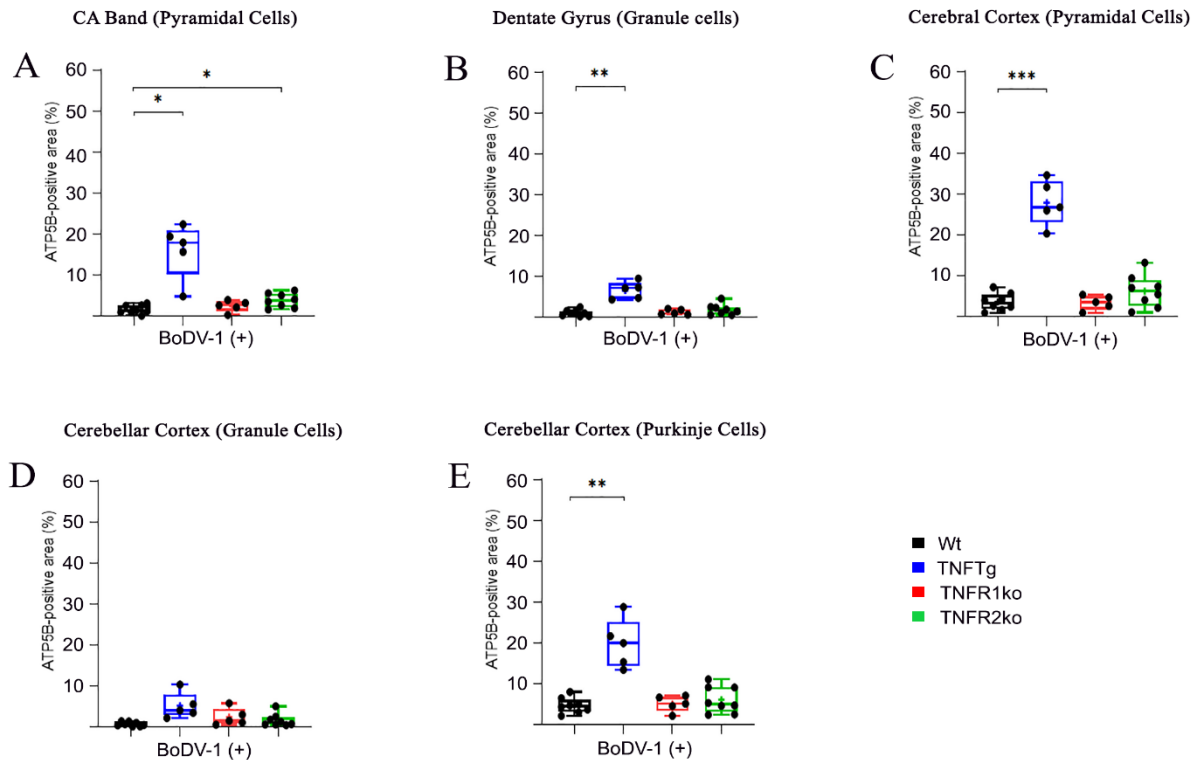 CA Band (Pyramidal Cells)
Dentate Gyrus (Granule cells)
Cerebral Cortex (Pyramidal Cells)
A
ATP5B-positive area (%)
60
50
40
30
20
10
*
*
BoDV-1 (+)
B
ATP5B-positive area (%)
60
50
40
30
20
10
**
BoDV-1 (+)
C
ATP5B-positive area (%)
60
50
40
30
20
10
***
BoDV-1 (+)
Cerebellar Cortex (Granule Cells)
Cerebellar Cortex (Purkinje Cells)
D
ATP5B-positive area (%)
60
50
40
30
20
10
BoDV-1 (+)
E
ATP5B-positive area (%)
60
50
40
30
20
10
**
BoDV-1 (+)
Wt
TNFTg
TNFR1ko
TNFR2ko